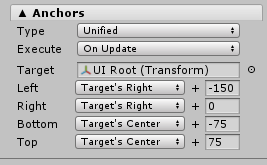 ▲ Anchors
Type Unified
Execute On Update
Target UI Root (Transform)
Left Target's Right + -150
Right Target's Right + 0
Bottom Target's Center + -75
Top Target's Center + 75